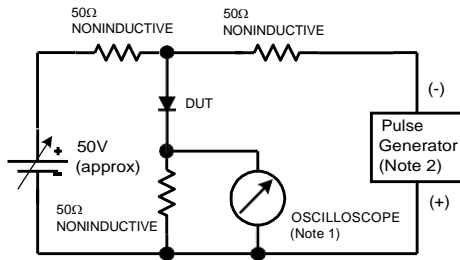 50Ω
NONINDUCTIVE
50Ω
NONINDUCTIVE
(-)
DUT
+
50V
(approx)
-
Pulse
Generator
(Note 2)
50Ω
NONINDUCTIVE
(+)
OSCILLOSCOPE
(Note 1)